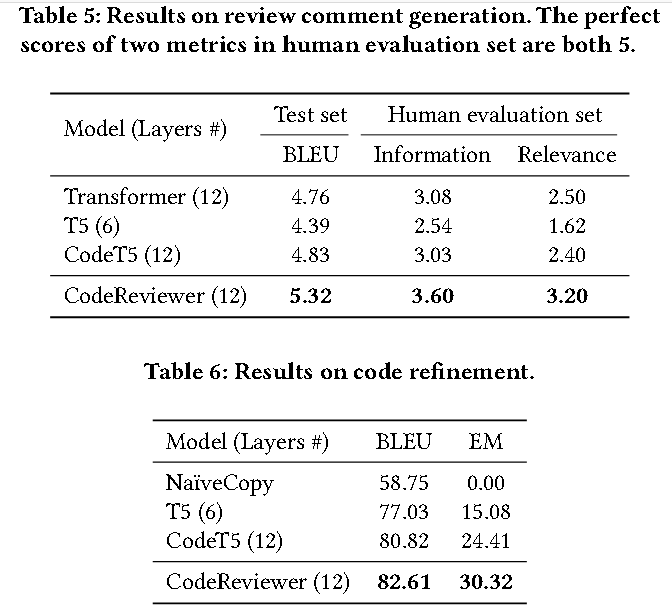 Table 5: Results on review comment generation. The perfect
scores of two metrics in human evaluation set are both 5.
Model (Layers #) Test set Human evaluation set
BLEU Information Relevance
Transformer (12) 4.76 3.08 2.50
T5 (6) 4.39 2.54 1.62
CodeT5 (12) 4.83 3.03 2.40
CodeReviewer (12) 5.32 3.60 3.20
Table 6: Results on code refinement.
Model (Layers #) BLEU EM
NaïveCopy 58.75 0.00
T5 (6) 77.03 15.08
CodeT5 (12) 80.82 24.41
CodeReviewer (12) 82.61 30.32